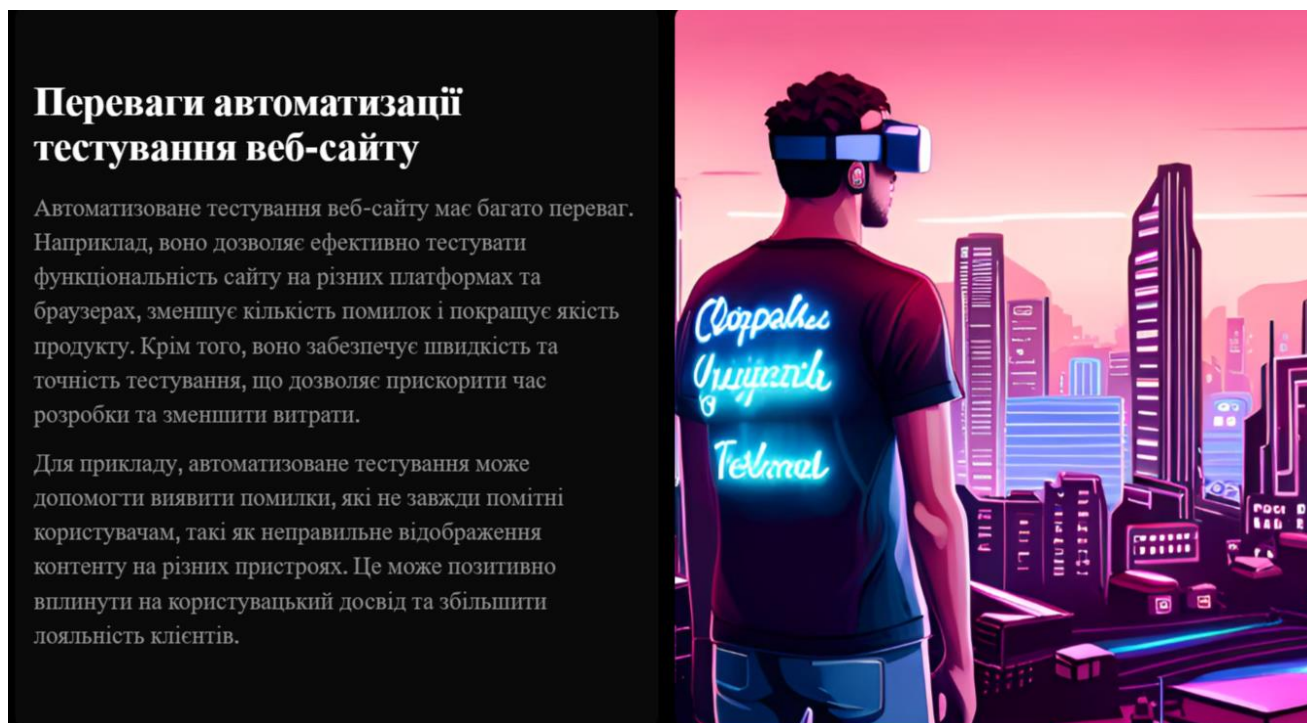 Переваги автоматизації
тестування веб-сайту
Автоматизоване тестування веб-сайту має багато переваг.
Наприклад, воно дозволяє ефективно тестувати
функціональність сайту на різних платформах та
браузерах, зменшує кількість помилок і покращує якість
продукту. Крім того, воно забезпечує швидкість та
точність тестування, що дозволяє прискорити час
розробки та зменшити витрати.
Для прикладу, автоматизоване тестування може
допомогти виявити помилки, які не завжди помітні
користувачам, такі як неправильне відображення
контенту на різних пристроях. Це може позитивно
вплинути на користувацький досвід та збільшити
лояльність клієнтів.